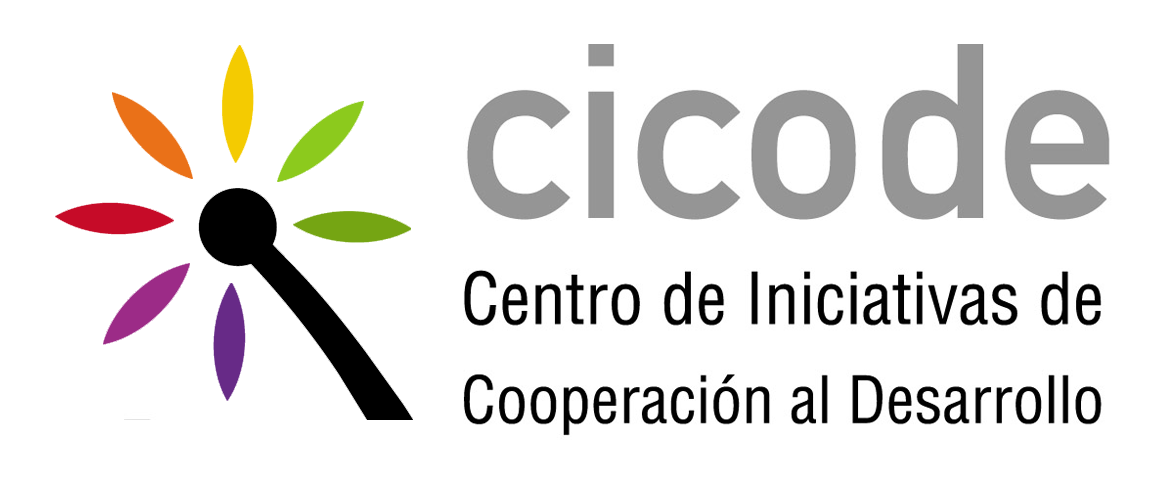 cicode
Centro de Iniciativas de
Cooperación al Desarrollo